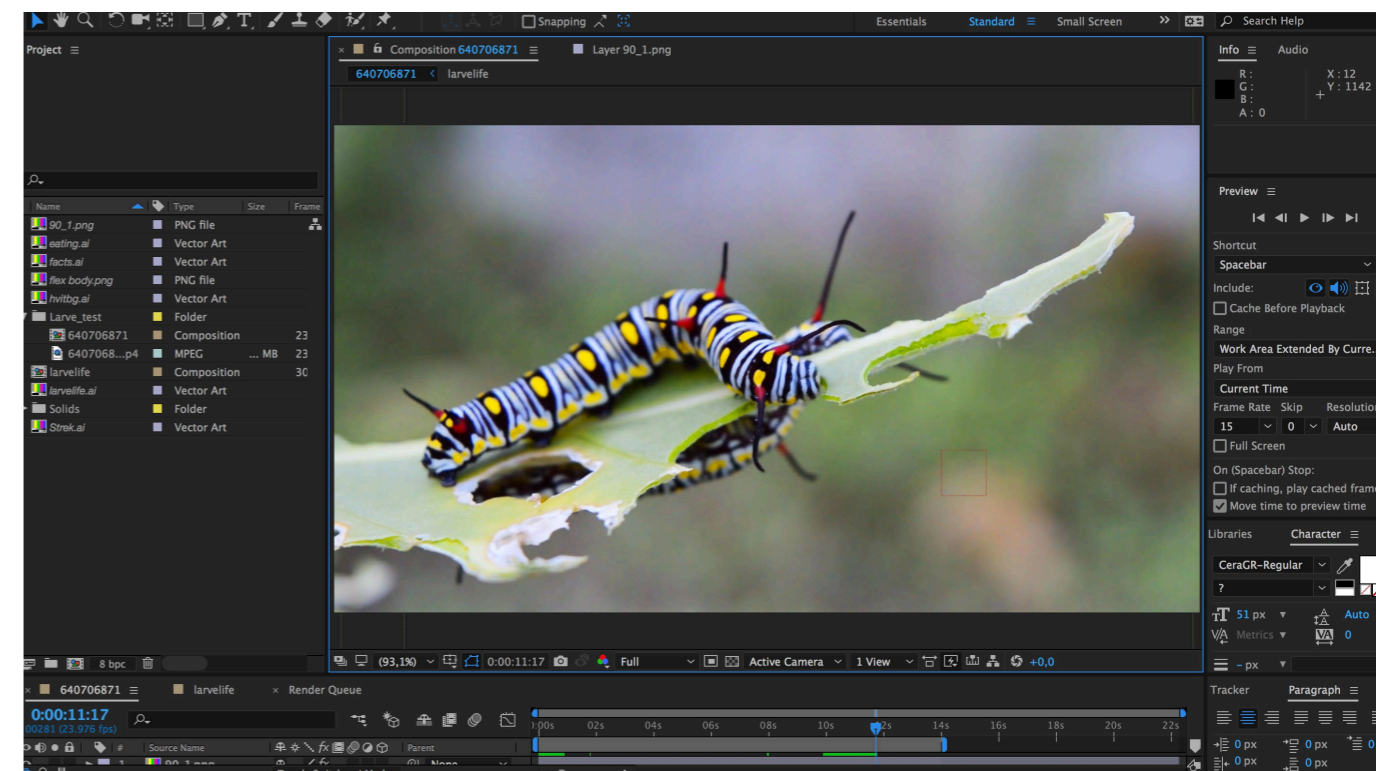 Snapping
Essentials Standard Small Screen Search Help
Project
Composition 640706871 Layer 90_1.png
640706871 larvelife
Info Audio
R : X : 12
G : Y : 1142
B :
A : 0
Name Type Size Frame
90_1.png PNG file
eating.ai Vector Art
facts.ai Vector Art
flex body.png PNG file
hvitbg.ai Vector Art
Larve_test Folder
640706871 Composition 23
6407068...p4 MPEG ... MB 23
larvelife Composition 30
larvelife.ai Vector Art
Solids Folder
Strek.ai Vector Art
Preview
Shortcut
Spacebar
Include:
Cache Before Playback
Range
Work Area Extended By Curre..
Play From
Current Time
Frame Rate Skip Resolution
15 0 Auto
Full Screen
On (Spacebar) Stop:
If caching, play cached frame
Move time to preview time
Libraries Character
CeraGR-Regular
?
51 px Auto
Metrics 0
- px
8 bpc
(93,1%) 0:00:11:17 Full Active Camera 1 View +0,0
640706871 larvelife Render Queue
0:00:11:17
00281 (23.976 fps)
):00s 02s 04s 06s 08s 10s 2s 14s 16s 18s 20s 22s
# Source Name Parent
1 90_1.png None
Tracker Paragraph
0 px 0 px 0
0 px 0 px